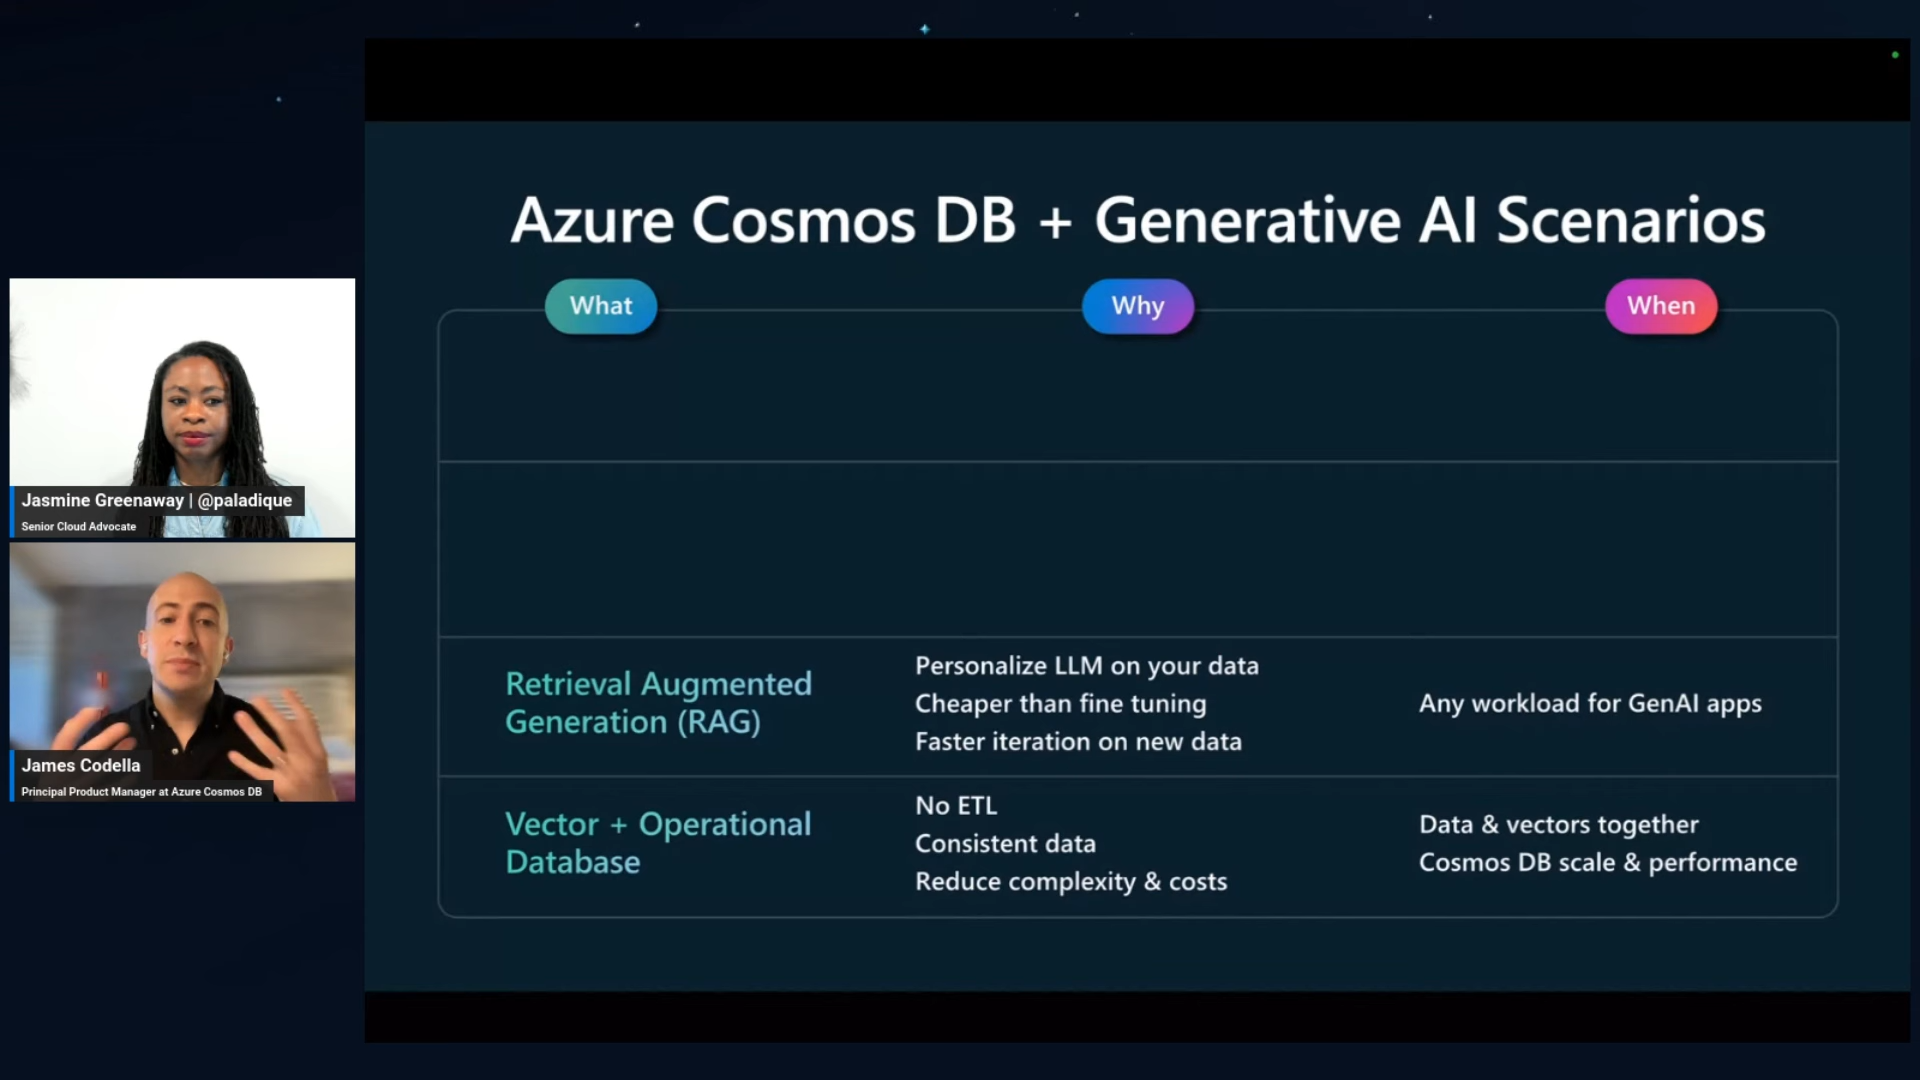 Azure Cosmos DB + Generative AI Scenarios
What
Why
When
Retrieval Augmented
Generation (RAG)
Personalize LLM on your data
Cheaper than fine tuning
Faster iteration on new data
Any workload for GenAI apps
Vector + Operational
Database
No ETL
Consistent data
Reduce complexity & costs
Data & vectors together
Cosmos DB scale & performance
Jasmine Greenaway | @paladique
Senior Cloud Advocate
James Codella
Principal Product Manager at Azure Cosmos DB